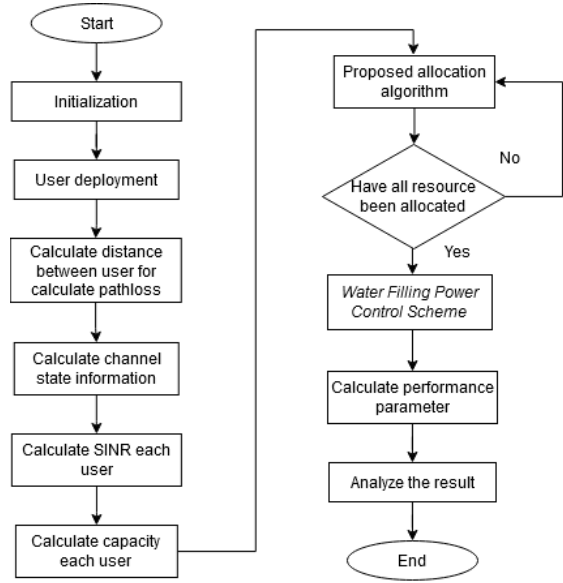 Start
Initialization
User deployment
Calculate distance
between user for
calculate pathloss
Calculate channel
state information
Calculate SINR each
user
Calculate capacity
each user
Proposed allocation
algorithm
No
Have all resource
been allocated
Yes
Water Filling Power
Control Scheme
Calculate performance
parameter
Analyze the result
End